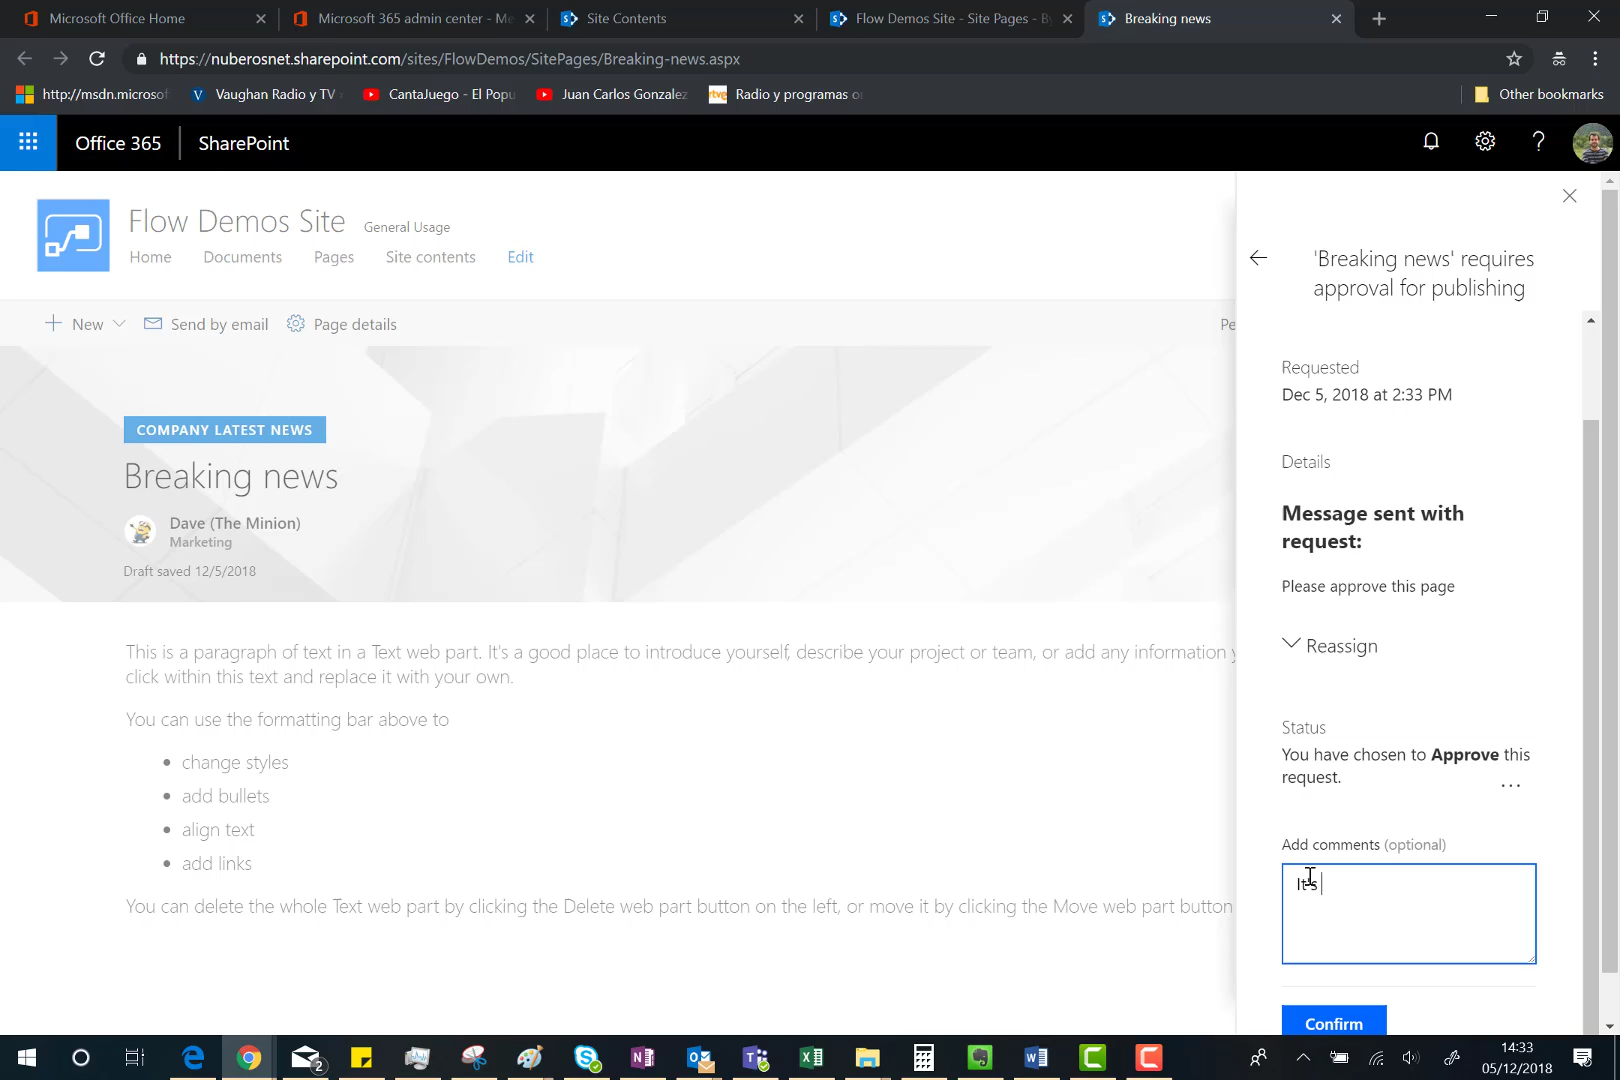 Microsoft Office Home
Microsoft 365 admin center - Me
Site Contents
Flow Demos Site - Site Pages - By
Breaking news
https://nuberosnet.sharepoint.com/sites/FlowDemos/SitePages/Breaking-news.aspx
http://msdn.microsof
Vaughan Radio y TV
CantaJuego - El Popu
Juan Carlos Gonzalez
rtve
Radio y programas o
Other bookmarks
Office 365
SharePoint
Flow Demos Site
General Usage
Home
Documents
Pages
Site contents
Edit
New
Send by email
Page details
Pe
COMPANY LATEST NEWS
Breaking news
Dave (The Minion)
Marketing
Draft saved 12/5/2018
This is a paragraph of text in a Text web part. It's a good place to introduce yourself, describe your project or team, or add any information
click within this text and replace it with your own.
You can use the formatting bar above to
• change styles
• add bullets
• align text
• add links
You can delete the whole Text web part by clicking the Delete web part button on the left, or move it by clicking the Move web part button
'Breaking news' requires
approval for publishing
Requested
Dec 5, 2018 at 2:33 PM
Details
Message sent with
request:
Please approve this page
Reassign
Status
You have chosen to Approve this
request.
...
Add comments (optional)
It's
Confirm
2
14:33
05/12/2018